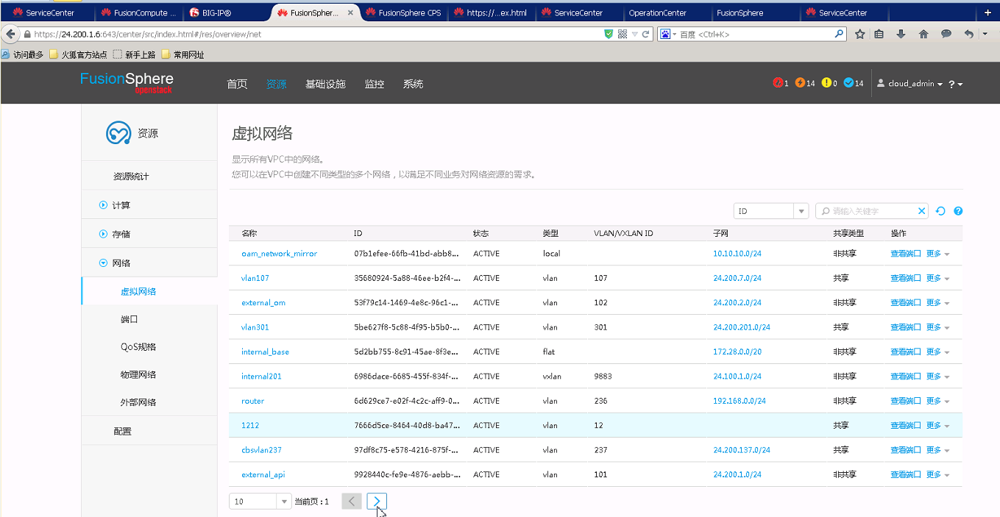 ServiceCenter
FusionCompute ...
BIG-IP®
FusionSpher... ×
FusionSphere CPS
https://...ex.html
ServiceCenter
OperationCenter
FusionSphere
ServiceCenter
https://24.200.1.6:643/center/src/index.html#/res/overview/net
百度 <Ctrl+K>
访问最多 火狐官方站点 新手上路 常用网址
FusionSphere
openstack
首页 资源 基础设施 监控 系统
1 14 0 14 cloud_admin ?
资源
资源统计
计算
存储
网络
虚拟网络
端口
QoS规格
物理网络
外部网络
配置
虚拟网络
显示所有VPC中的网络。
您可以在VPC中创建不同类型的多个网络，以满足不同业务对网络资源的需求。
ID 请输入关键字
名称 ID 状态 类型 VLAN/VXLAN ID 子网 共享类型 操作
oam_network_mirror 07b1efee-66fb-41bd-abb8... ACTIVE local 10.10.10.0/24 非共享 查看端口 更多
vlan107 35680924-5a88-46ee-b2f4-... ACTIVE vlan 107 24.200.7.0/24 共享 查看端口 更多
external_om 53f79c14-1469-4e8c-96c1-... ACTIVE vlan 102 24.200.2.0/24 非共享 查看端口 更多
vlan301 5be627f8-5c88-4f95-b5b0-... ACTIVE vlan 301 24.200.201.0/24 共享 查看端口 更多
internal_base 5d2bb755-8c91-45ae-8f3e... ACTIVE flat 172.28.0.0/20 非共享 查看端口 更多
internal201 6986dace-6685-455f-834f-... ACTIVE vxlan 9883 24.100.1.0/24 非共享 查看端口 更多
router 6d629ce7-e02f-4c2c-aff9-0... ACTIVE vlan 236 192.168.0.0/24 非共享 查看端口 更多
1212 7666d5ce-8464-40d8-ba47... ACTIVE vlan 12 共享 查看端口 更多
cbsvlan237 97df8c75-e578-4216-875f-... ACTIVE vlan 237 24.200.137.0/24 共享 查看端口 更多
external_api 9928440c-fe9e-4876-aebb-... ACTIVE vlan 101 24.200.1.0/24 非共享 查看端口 更多
10 当前页：1